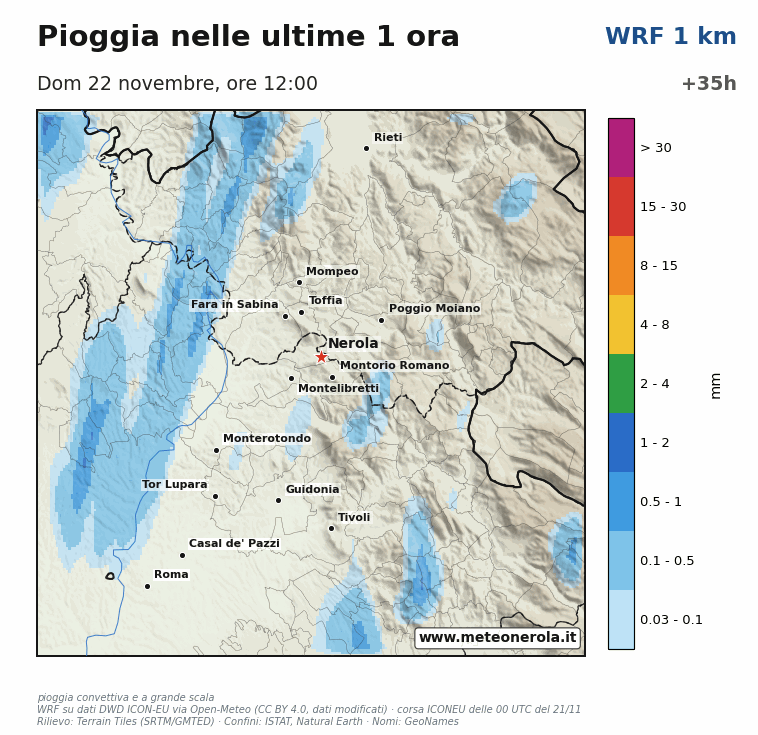 Pioggia nelle ultime 1 ora
WRF 1 km
Dom 22 novembre, ore 12:00
+35h
Rieti
Mompeo
Toffia
Fara in Sabina
Poggio Moiano
Nerola
Montorio Romano
Montelibretti
Monterotondo
Tor Lupara
Guidonia
Tivoli
Casal de' Pazzi
Roma
www.meteonerola.it
> 30
15 - 30
8 - 15
4 - 8
2 - 4
1 - 2
0.5 - 1
0.1 - 0.5
0.03 - 0.1
mm
pioggia convettiva e a grande scala
WRF su dati DWD ICON-EU via Open-Meteo (CC BY 4.0, dati modificati) · corsa ICONEU delle 00 UTC del 21/11
Rilievo: Terrain Tiles (SRTM/GMTED) · Confini: ISTAT, Natural Earth · Nomi: GeoNames